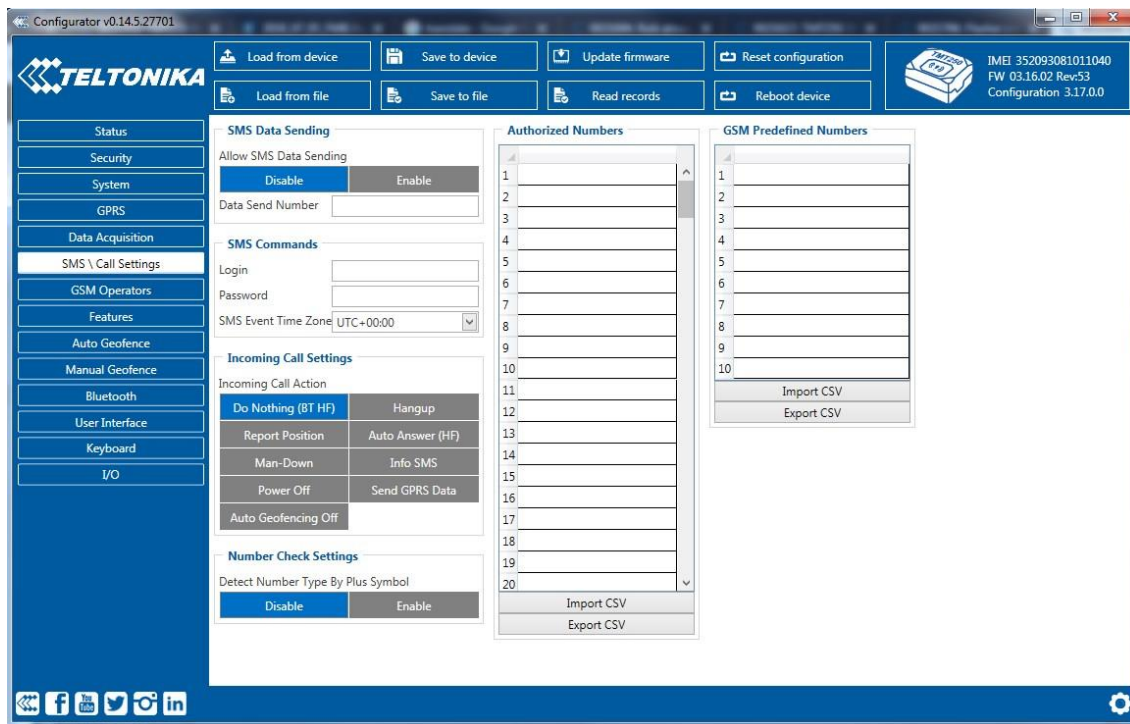 Configurator v0.14.5.27701
TELTONIKA
Load from device
Save to device
Update firmware
Reset configuration
Load from file
Save to file
Read records
Reboot device
TMT250
IMEI 352093081011040
FW 03.16.02 Rev:53
Configuration 3.17.0.0
Status
Security
System
GPRS
Data Acquisition
SMS \ Call Settings
GSM Operators
Features
Auto Geofence
Manual Geofence
Bluetooth
User Interface
Keyboard
I/O
SMS Data Sending
Allow SMS Data Sending
Disable
Enable
Data Send Number
SMS Commands
Login
Password
SMS Event Time Zone
UTC+00:00
Incoming Call Settings
Incoming Call Action
Do Nothing (BT HF)
Hangup
Report Position
Auto Answer (HF)
Man-Down
Info SMS
Power Off
Send GPRS Data
Auto Geofencing Off
Number Check Settings
Detect Number Type By Plus Symbol
Disable
Enable
Authorized Numbers
1
2
3
4
5
6
7
8
9
10
11
12
13
14
15
16
17
18
19
20
Import CSV
Export CSV
GSM Predefined Numbers
1
2
3
4
5
6
7
8
9
10
Import CSV
Export CSV